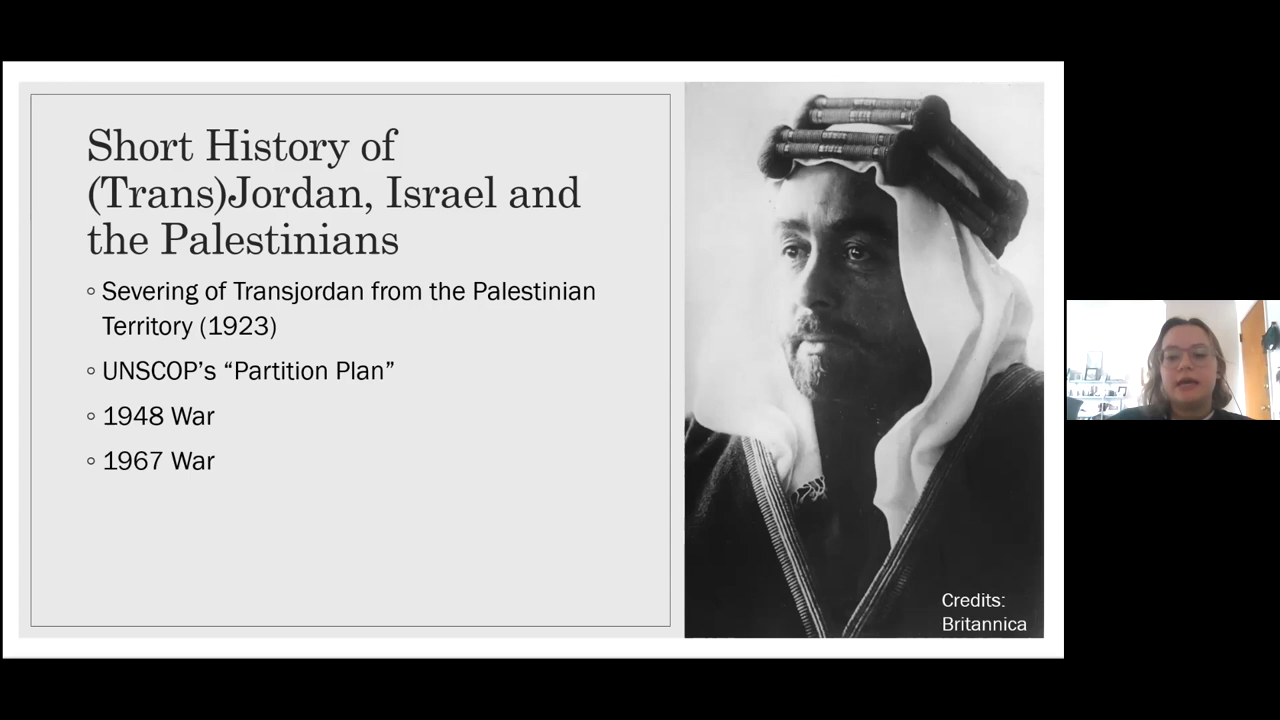 Short History of
(Trans)Jordan, Israel and
the Palestinians
◦ Severing of Transjordan from the Palestinian
Territory (1923)
◦ UNSCOP’s “Partition Plan”
◦ 1948 War
◦ 1967 War
Credits:
Britannica